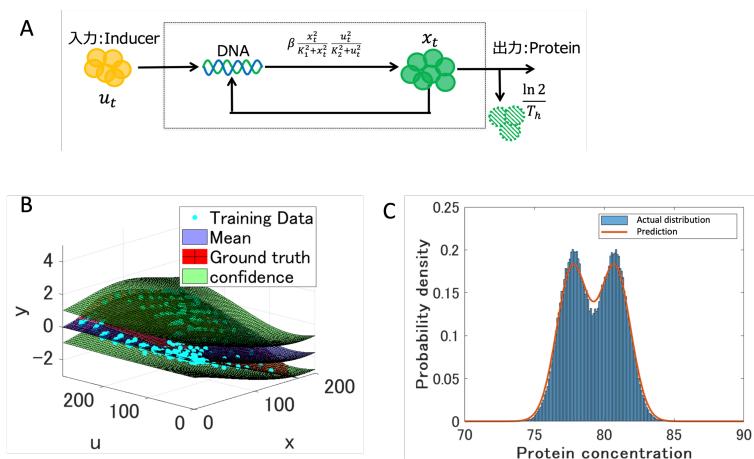 A
入力:Inducer
u_t
DNA
β x_t^2/(K_1^2+x_t^2) u_t^2/(K_2^2+u_t^2)
x_t
出力:Protein
ln 2/T_h
B
Training Data
Mean
Ground truth
confidence
y
4
2
0
-2
200
100
0
u
0
100
200
x
C
Actual distribution
Prediction
Probability density
0.25
0.2
0.15
0.1
0.05
0
70
75
80
85
90
Protein concentration